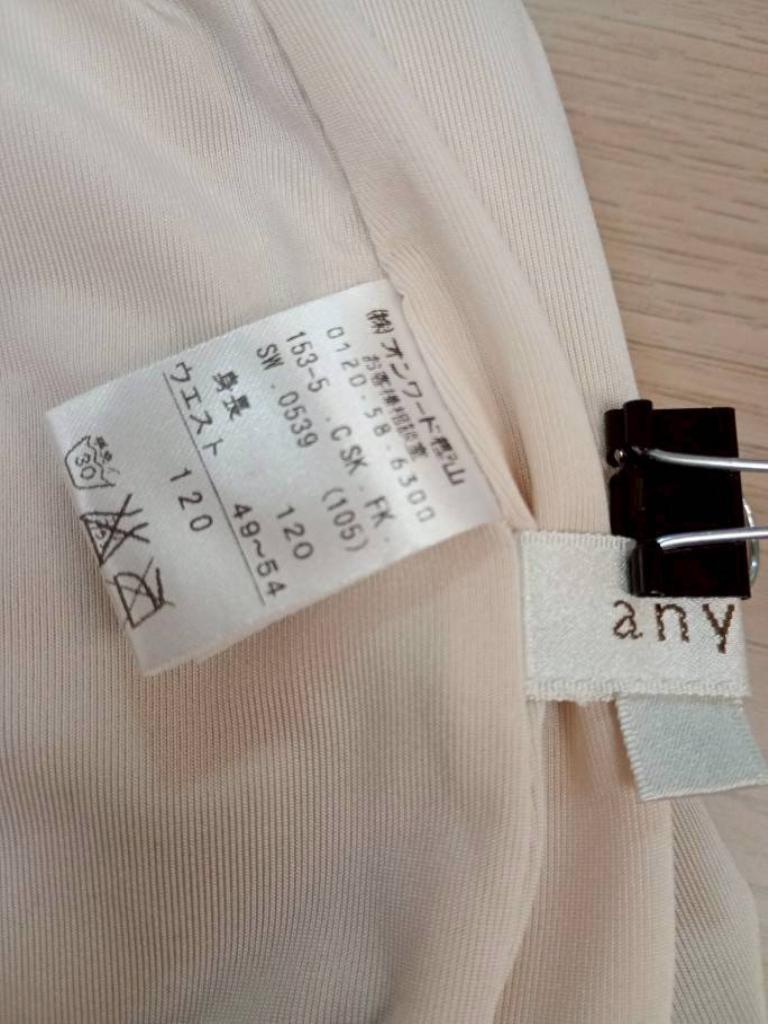 (株)オンワード樫山
お客様相談室
0120-58-6300
153-5.CSK.FK.
SW.0539 (105)
身長 120
ウエスト 49~54
120
30
any